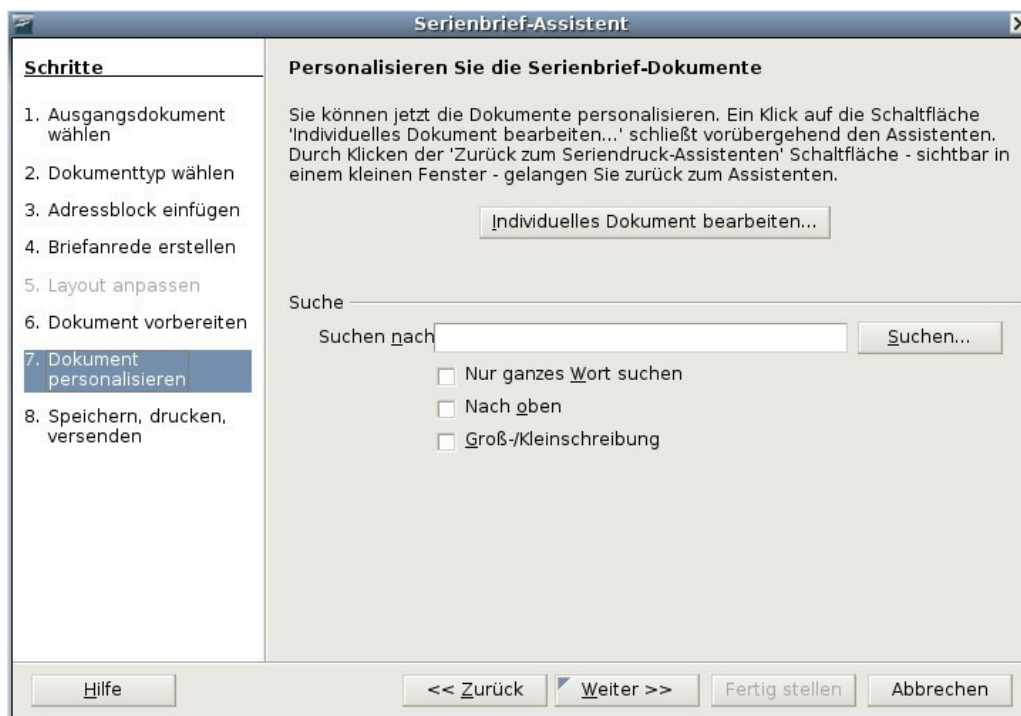 Serienbrief-Assistent
Schritte
1. Ausgangsdokument
wählen
2. Dokumenttyp wählen
3. Adressblock einfügen
4. Briefanrede erstellen
5. Layout anpassen
6. Dokument vorbereiten
7. Dokument
personalisieren
8. Speichern, drucken,
versenden
Personalisieren Sie die Serienbrief-Dokumente
Sie können jetzt die Dokumente personalisieren. Ein Klick auf die Schaltfläche
'Individuelles Dokument bearbeiten...' schließt vorübergehend den Assistenten.
Durch Klicken der 'Zurück zum Seriendruck-Assistenten' Schaltfläche - sichtbar in
einem kleinen Fenster - gelangen Sie zurück zum Assistenten.
Individuelles Dokument bearbeiten...
Suche
Suchen nach
Suchen...
Nur ganzes Wort suchen
Nach oben
Groß-/Kleinschreibung
Hilfe
<< Zurück
Weiter >>
Fertig stellen
Abbrechen